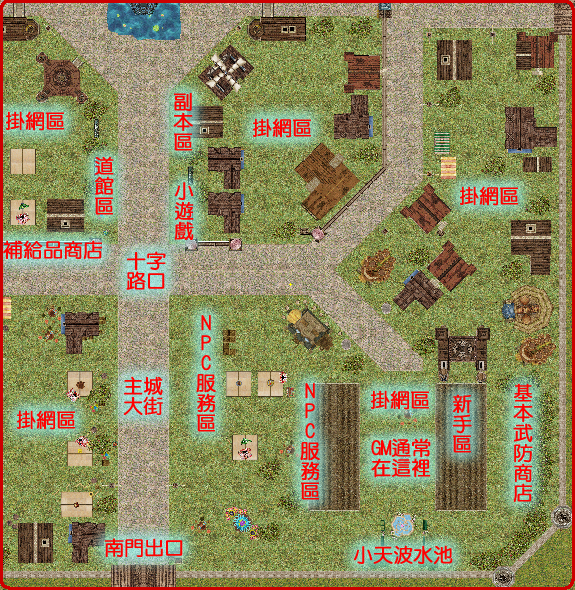 副本區
掛網區
掛網區
道館區
小遊戲
掛網區
補給品商店
十字
路口
NPC服務區
主城
大街
掛網區
NPC服務區
掛網區
新手區
基本武防商店
GM通常
在這裡
南門出口
小天波水池